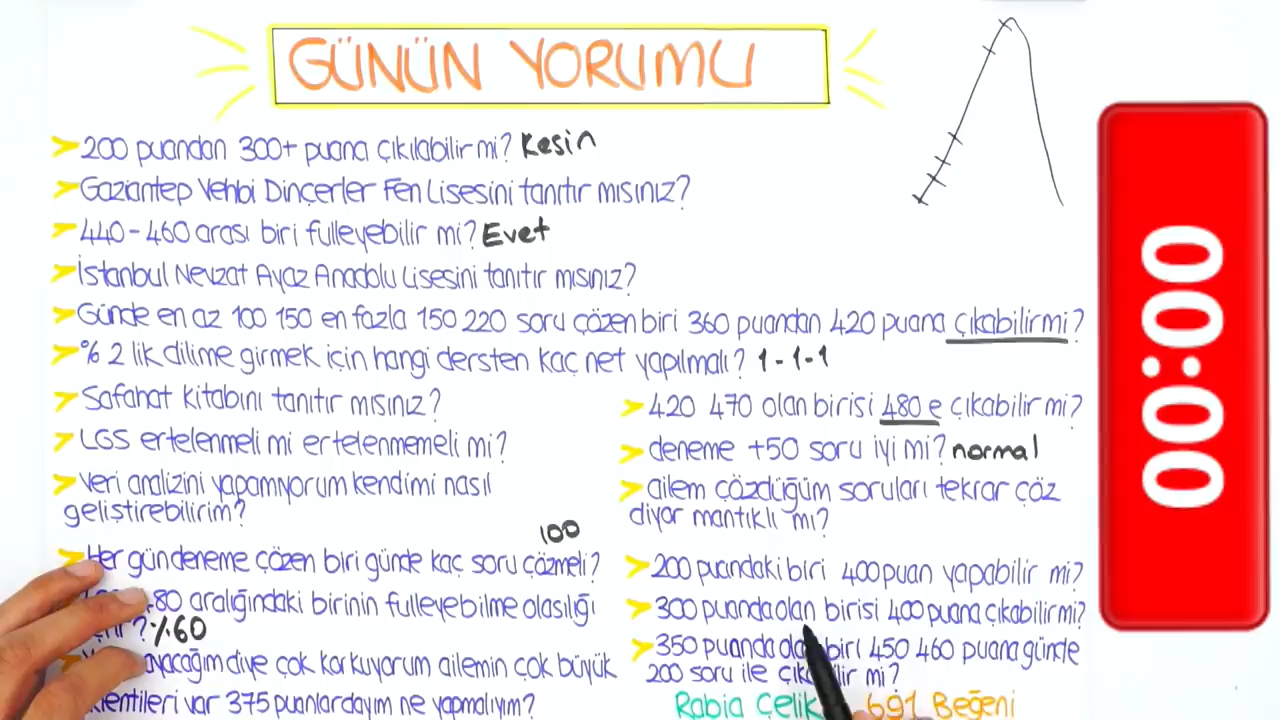 GÜNÜN YORUMU
200 puandan 300+ puana çıkılabilir mi? Kesin
Gaziantep Vehbi Dinçerler Fen Lisesini tanıtır mısınız?
440-460 arası biri fulleyebilir mi? Evet
İstanbul Nevzat Ayaz Anadolu Lisesini tanıtır mısınız?
Günde en az 100 150 en fazla 150 220 soru çözen biri 360 puandan 420 puana çıkabilir mi?
% 2 lik dilime girmek için hangi dersten kaç net yapılmalı? 1-1-1
Safahat kitabını tanıtır mısınız?
LGS ertelenmeli mi ertelenmemeli mi?
Veri analizini yapamıyorum kendimi nasıl
geliştirebilirim?
100
Her gün deneme çözen biri günde kaç soru çözmeli?
80 aralığındaki birinin fulleyebilme olasılığı
? %60
diye çok korkuyorum ailemin çok büyük
var 375 puanlardayım ne yapmalıyım?
420 470 olan birisi 480 e çıkabilir mi?
deneme +50 soru iyi mi? normal
ailem çözdüğüm soruları tekrar çöz
diyor mantıklı mı?
200 puandaki biri 400 puan yapabilir mi?
300 puanda olan birisi 400 puana çıkabilir mi?
350 puanda olan biri 450 460 puana günde
200 soru ile mi?
Rabia Çelik 691 Beğeni
00:00